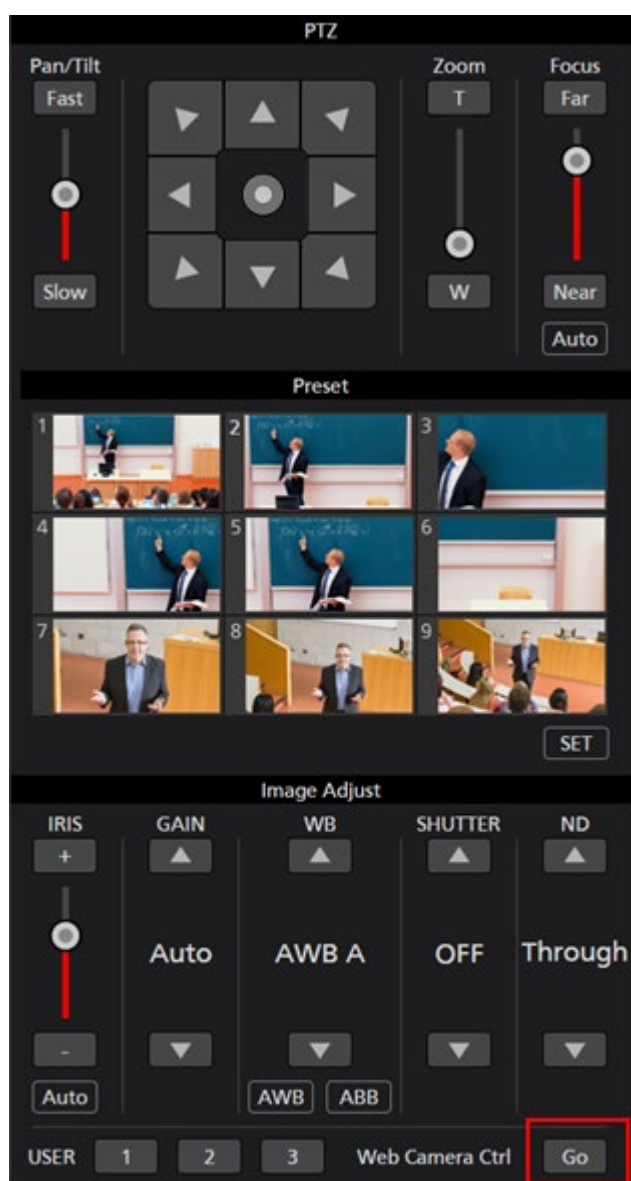 PTZ
Pan/Tilt Zoom Focus
Fast T Far
Slow W Near
Auto
Preset
1 2 3
4 5 6
7 8 9
SET
Image Adjust
IRIS GAIN WB SHUTTER ND
+
Auto AWB A OFF Through
-
Auto AWB ABB
USER 1 2 3 Web Camera Ctrl Go